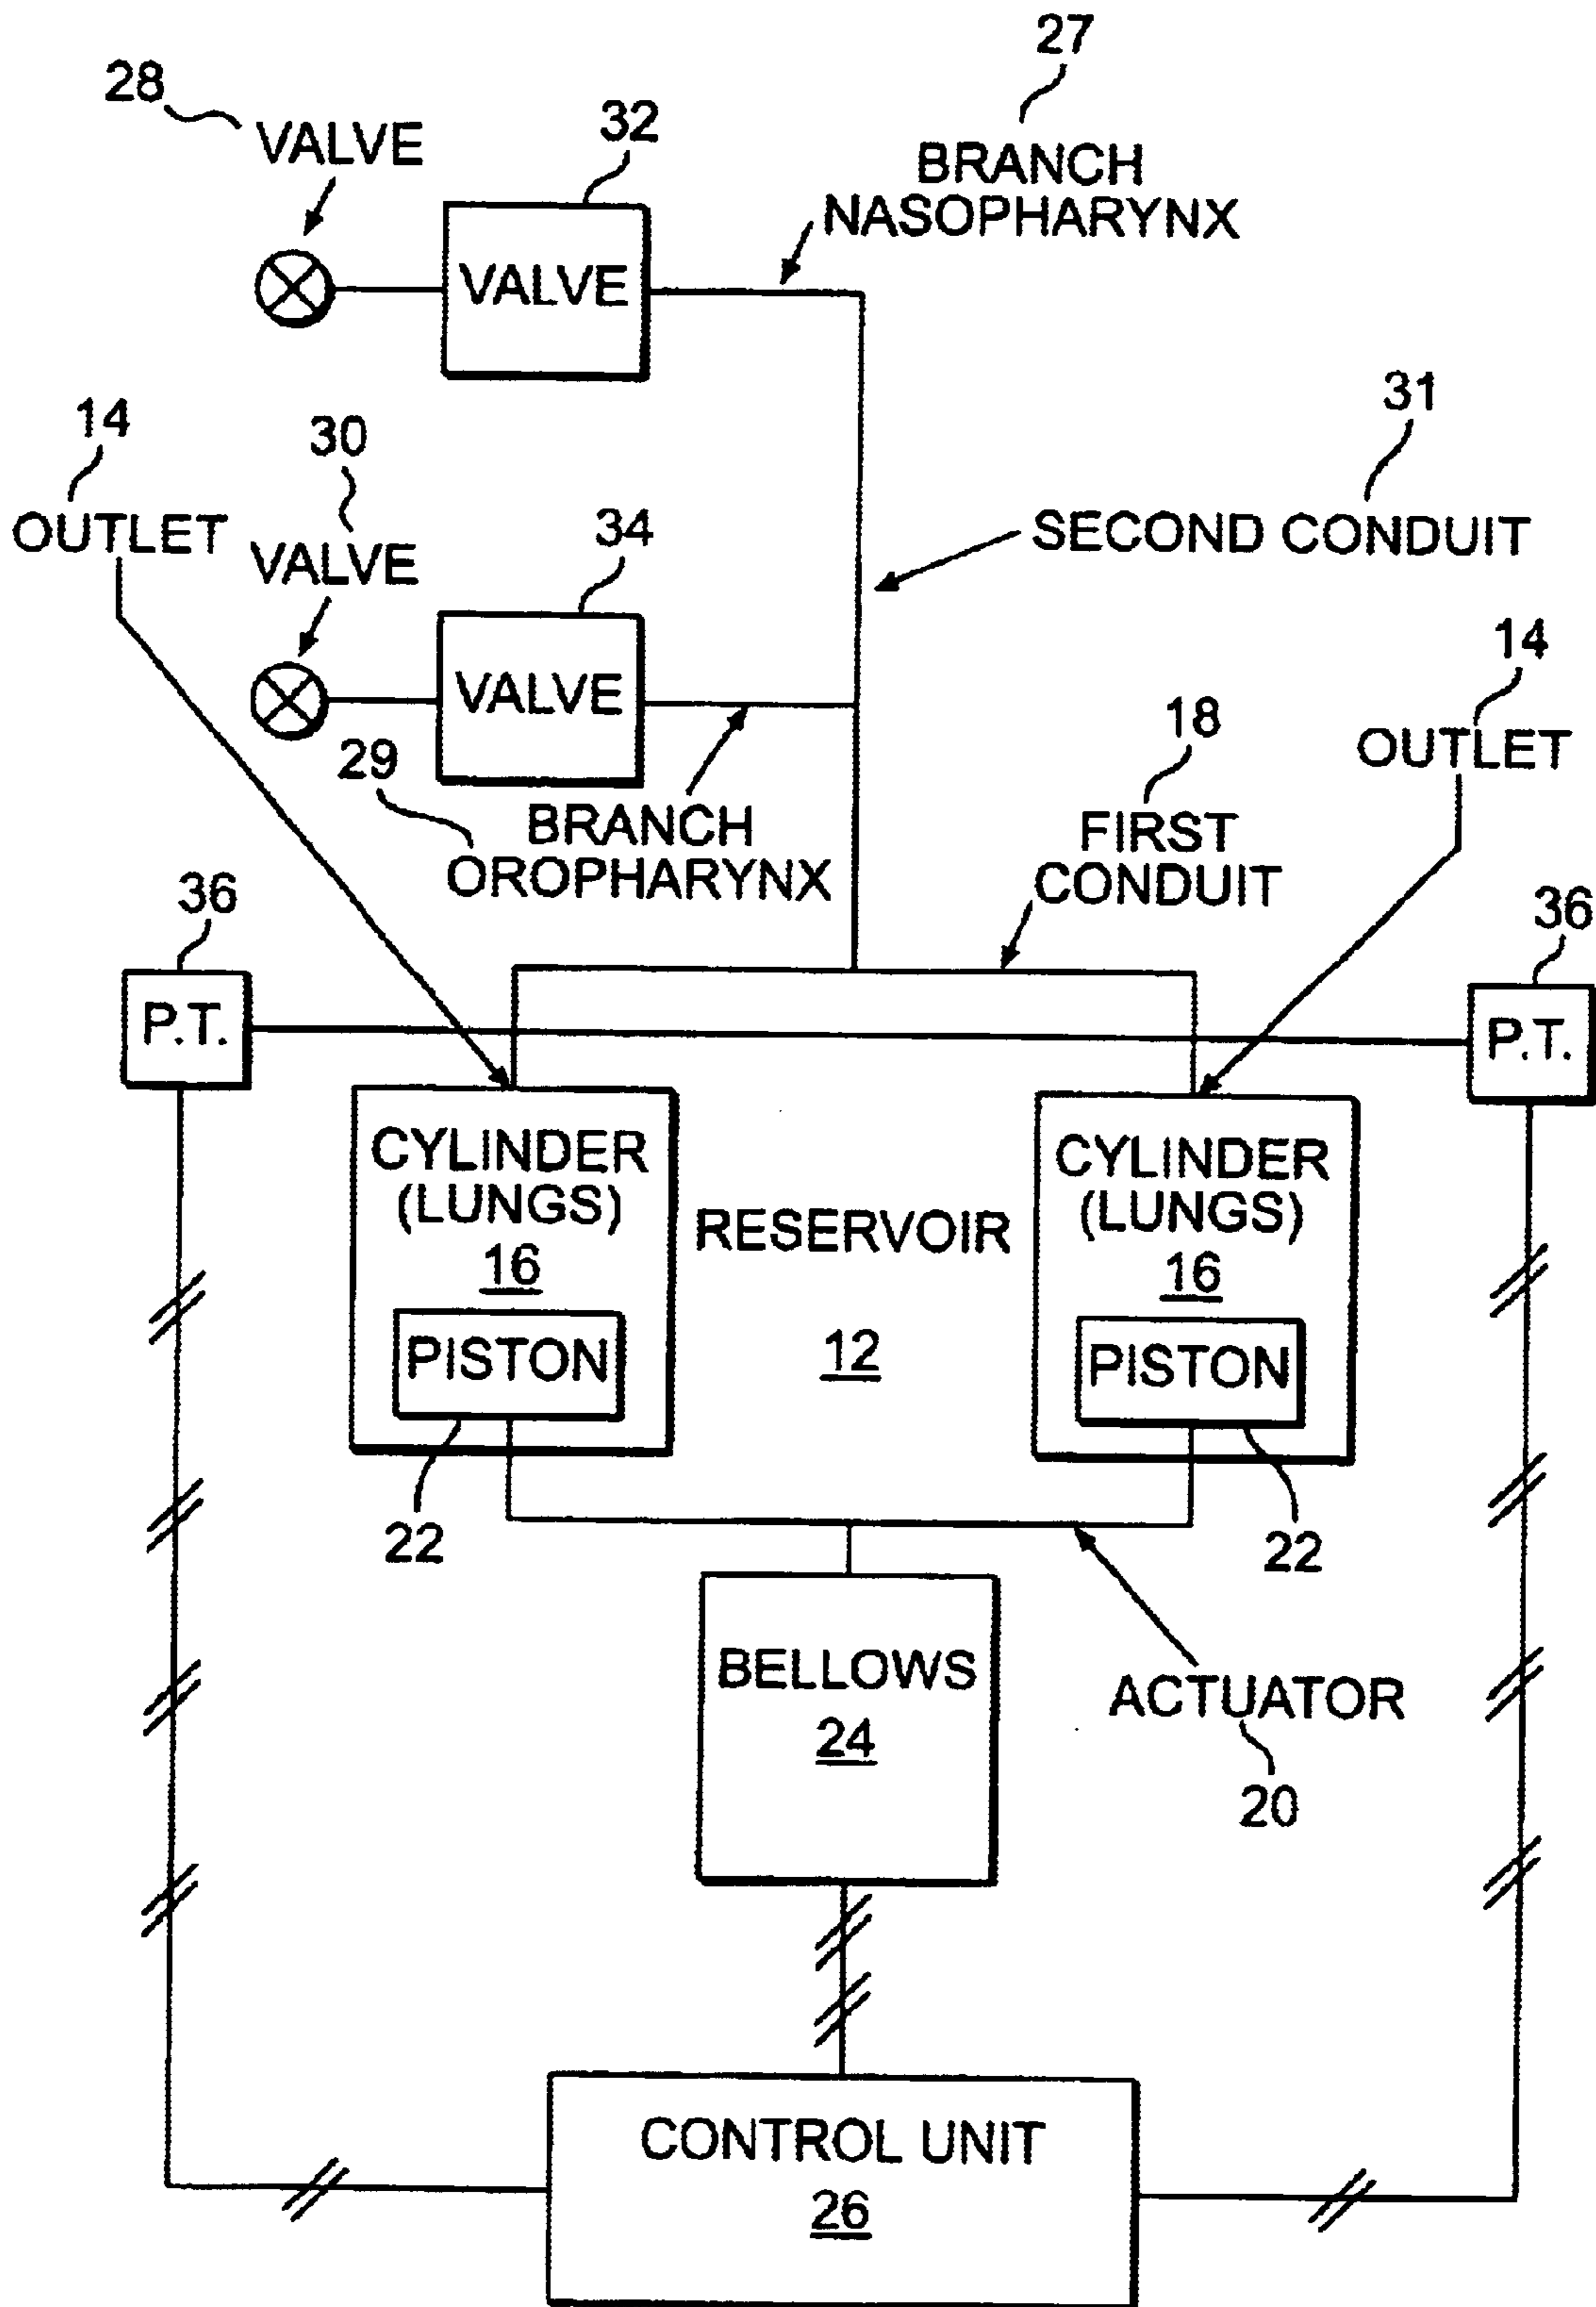 27
28
VALVE
32
BRANCH
NASOPHARYNX
VALVE
14
30
31
OUTLET
VALVE
34
SECOND CONDUIT
VALVE
14
OUTLET
29
18
BRANCH
OROPHARYNX
FIRST
CONDUIT
36
36
P.T.
P.T.
CYLINDER
(LUNGS)
16
PISTON
RESERVOIR
12
CYLINDER
(LUNGS)
16
PISTON
22
22
BELLOWS
24
ACTUATOR
20
CONTROL UNIT
26